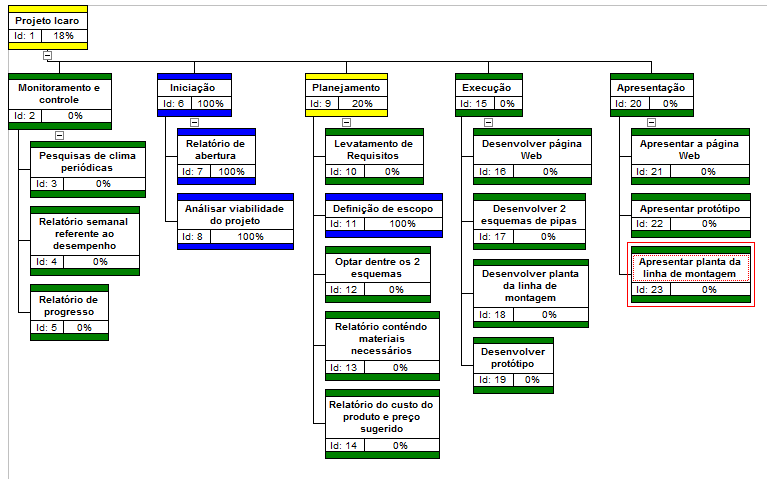 Projeto Icaro
Id: 1 18%
Monitoramento e
controle
Id: 2 0%
Pesquisas de clima
periódicas
Id: 3 0%
Relatório semanal
referente ao
desempenho
Id: 4 0%
Relatório de
progresso
Id: 5 0%
Iniciação
Id: 6 100%
Relatório de
abertura
Id: 7 100%
Análisar viabilidade
do projeto
Id: 8 100%
Planejamento
Id: 9 20%
Levatamento de
Requisitos
Id: 10 0%
Definição de escopo
Id: 11 100%
Optar dentre os 2
esquemas
Id: 12 0%
Relatório conténdo
materiais
necessários
Id: 13 0%
Relatório do custo do
produto e preço
sugerido
Id: 14 0%
Execução
Id: 15 0%
Desenvolver página
Web
Id: 16 0%
Desenvolver 2
esquemas de pipas
Id: 17 0%
Desenvolver planta
da linha de
montagem
Id: 18 0%
Desenvolver
protótipo
Id: 19 0%
Apresentação
Id: 20 0%
Apresentar a página
Web
Id: 21 0%
Apresentar protótipo
Id: 22 0%
Apresentar planta da
linha de montagem
Id: 23 0%